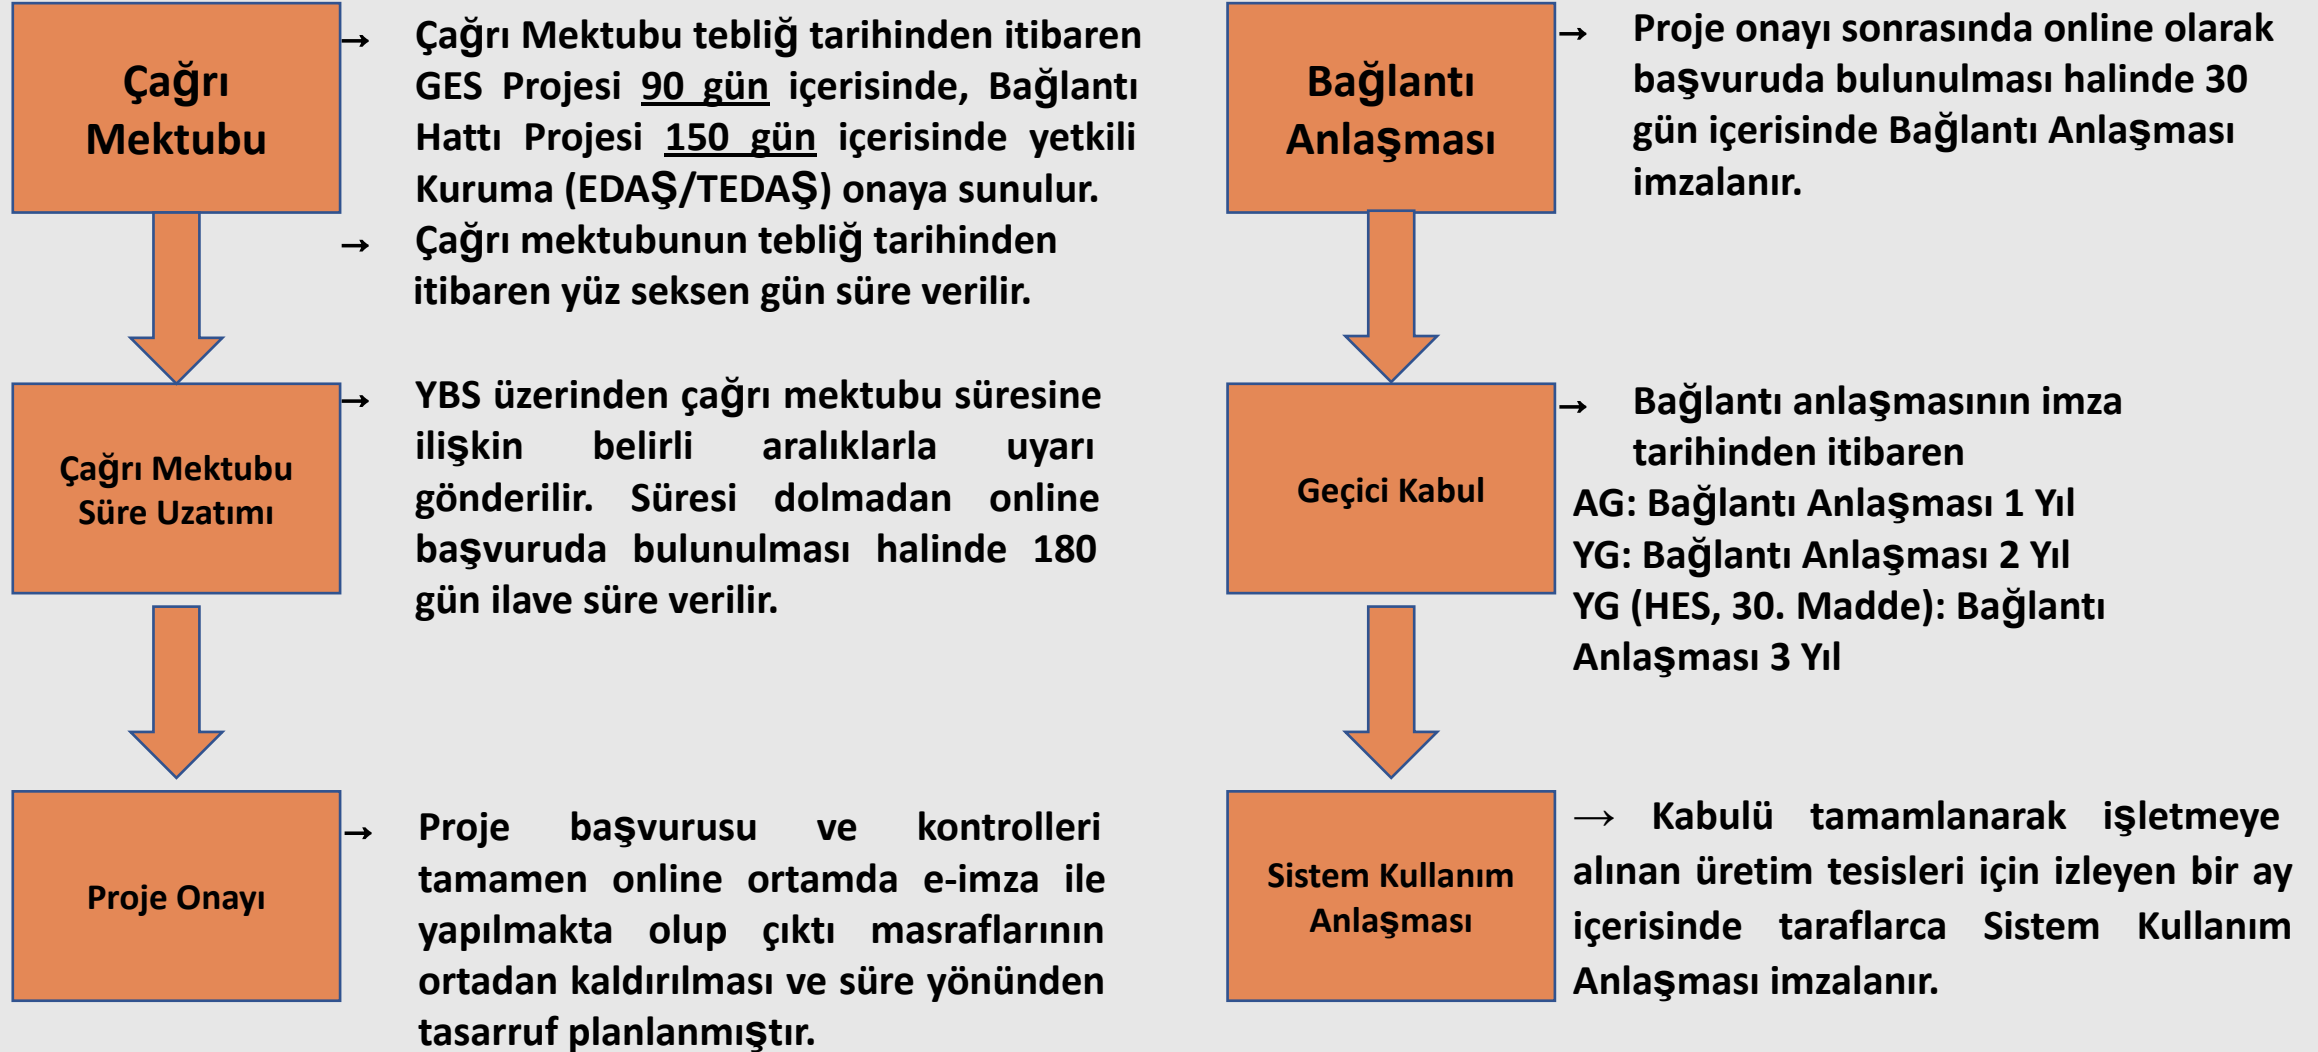 Çağrı
Mektubu
→ Çağrı Mektubu tebliğ tarihinden itibaren
GES Projesi 90 gün içerisinde, Bağlantı
Hattı Projesi 150 gün içerisinde yetkili
Kuruma (EDAŞ/TEDAŞ) onaya sunulur.
→ Çağrı mektubunun tebliğ tarihinden
itibaren yüz seksen gün süre verilir.
Çağrı Mektubu
Süre Uzatımı
→ YBS üzerinden çağrı mektubu süresine
ilişkin belirli aralıklarla uyarı
gönderilir. Süresi dolmadan online
başvuruda bulunulması halinde 180
gün ilave süre verilir.
Proje Onayı
→ Proje başvurusu ve kontrolleri
tamamen online ortamda e-imza ile
yapılmakta olup çıktı masraflarının
ortadan kaldırılması ve süre yönünden
tasarruf planlanmıştır.
Bağlantı
Anlaşması
→ Proje onayı sonrasında online olarak
başvuruda bulunulması halinde 30
gün içerisinde Bağlantı Anlaşması
imzalanır.
Geçici Kabul
→ Bağlantı anlaşmasının imza
tarihinden itibaren
AG: Bağlantı Anlaşması 1 Yıl
YG: Bağlantı Anlaşması 2 Yıl
YG (HES, 30. Madde): Bağlantı
Anlaşması 3 Yıl
Sistem Kullanım
Anlaşması
→ Kabulü tamamlanarak işletmeye
alınan üretim tesisleri için izleyen bir ay
içerisinde taraflarca Sistem Kullanım
Anlaşması imzalanır.